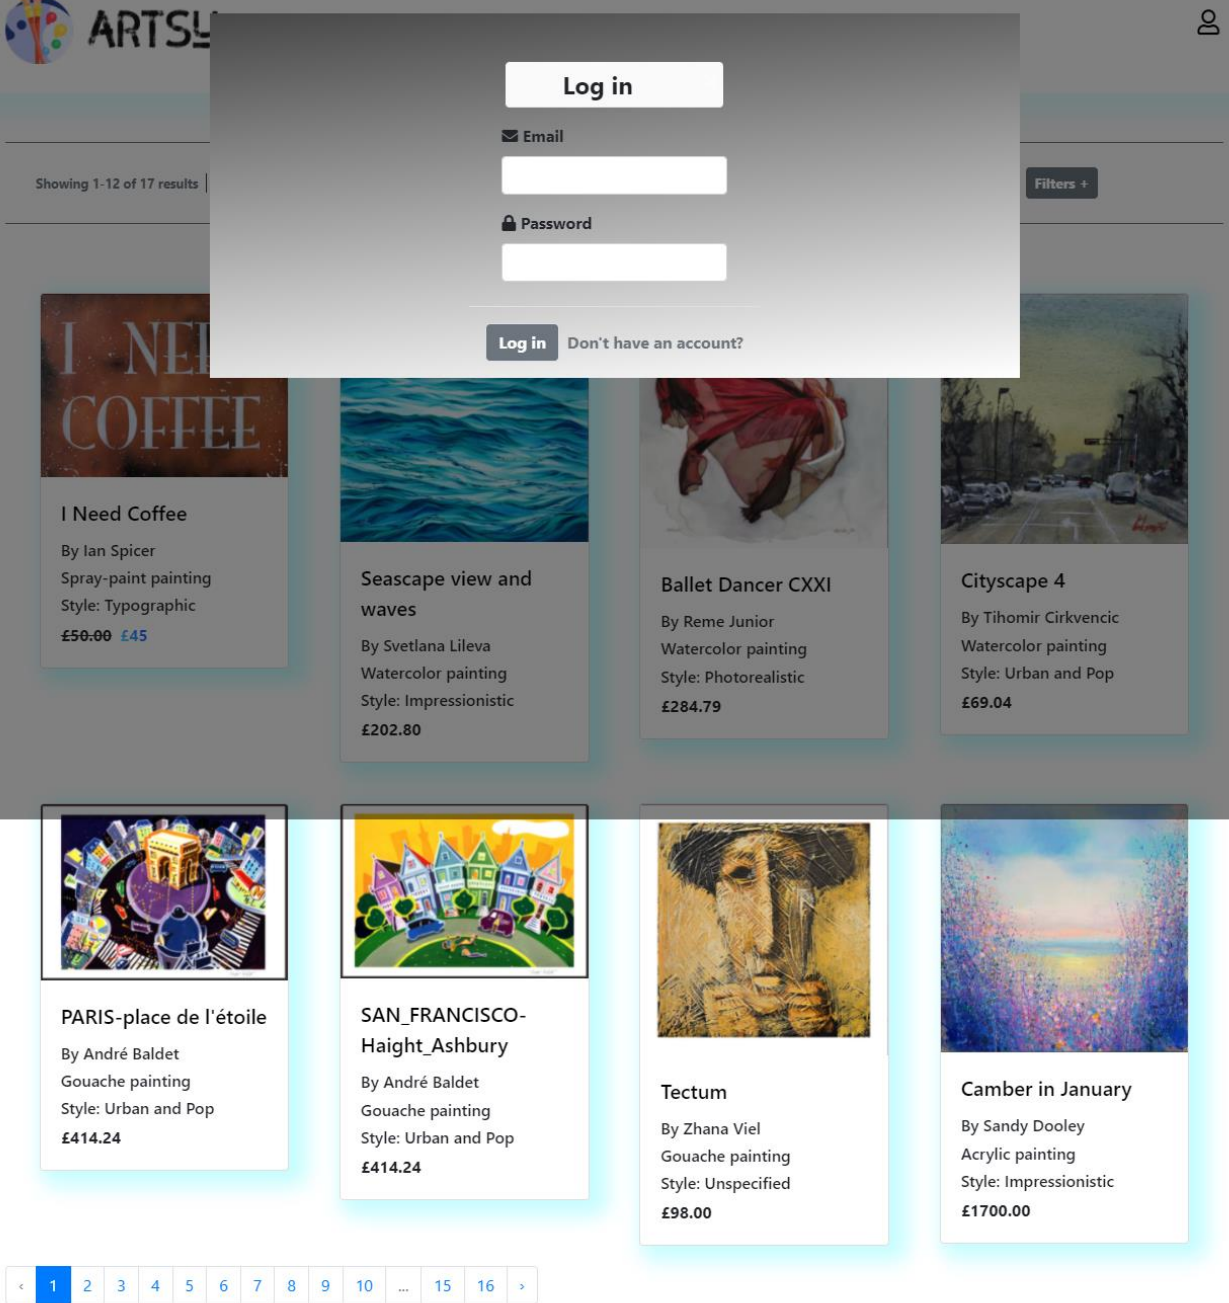 ARTSY
Log in
Email
Password
Log in Don't have an account?
Showing 1-12 of 17 results
Filters +
I NE
COFFEE
I Need Coffee
By Ian Spicer
Spray-paint painting
Style: Typographic
£50.00 £45
Seascape view and
waves
By Svetlana Lileva
Watercolor painting
Style: Impressionistic
£202.80
Ballet Dancer CXXI
By Reme Junior
Watercolor painting
Style: Photorealistic
£284.79
Cityscape 4
By Tihomir Cirkvencic
Watercolor painting
Style: Urban and Pop
£69.04
PARIS-place de l'étoile
By André Baldet
Gouache painting
Style: Urban and Pop
£414.24
SAN_FRANCISCO-
Haight_Ashbury
By André Baldet
Gouache painting
Style: Urban and Pop
£414.24
Tectum
By Zhana Viel
Gouache painting
Style: Unspecified
£98.00
Camber in January
By Sandy Dooley
Acrylic painting
Style: Impressionistic
£1700.00
‹ 1 2 3 4 5 6 7 8 9 10 ... 15 16 ›